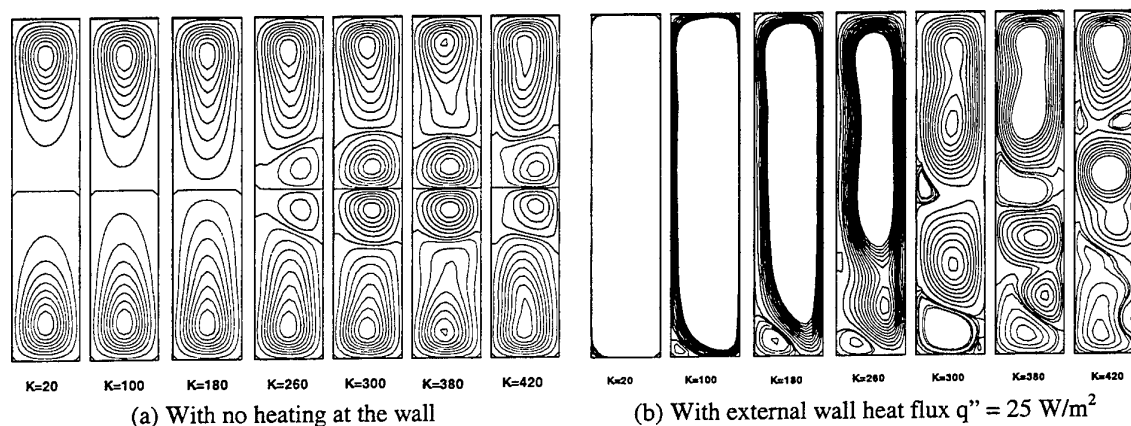 K=20 K=100 K=180 K=260 K=300 K=380 K=420
(a) With no heating at the wall
K=20 K=100 K=180 K=260 K=300 K=380 K=420
(b) With external wall heat flux q" = 25 W/m²